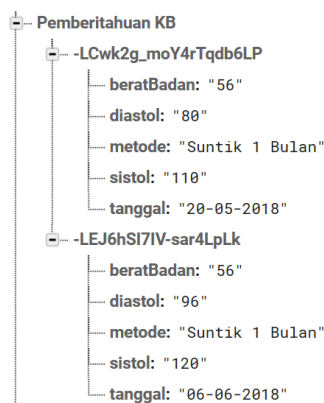 Pemberitahuan KB
-LCwk2g_moY4rTqdb6LP
beratBadan: "56"
diastol: "80"
metode: "Suntik 1 Bulan"
sistol: "110"
tanggal: "20-05-2018"
-LEJ6hSI7IV-sar4LpLk
beratBadan: "56"
diastol: "96"
metode: "Suntik 1 Bulan"
sistol: "120"
tanggal: "06-06-2018"